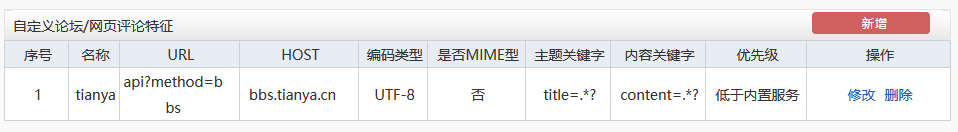 自定义论坛/网页评论特征 新增
序号 名称 URL HOST 编码类型 是否MIME型 主题关键字 内容关键字 优先级 操作
1 tianya api?method=b bbs.tianya.cn UTF-8 否 title=.*? content=.*? 低于内置服务 修改 删除
bs